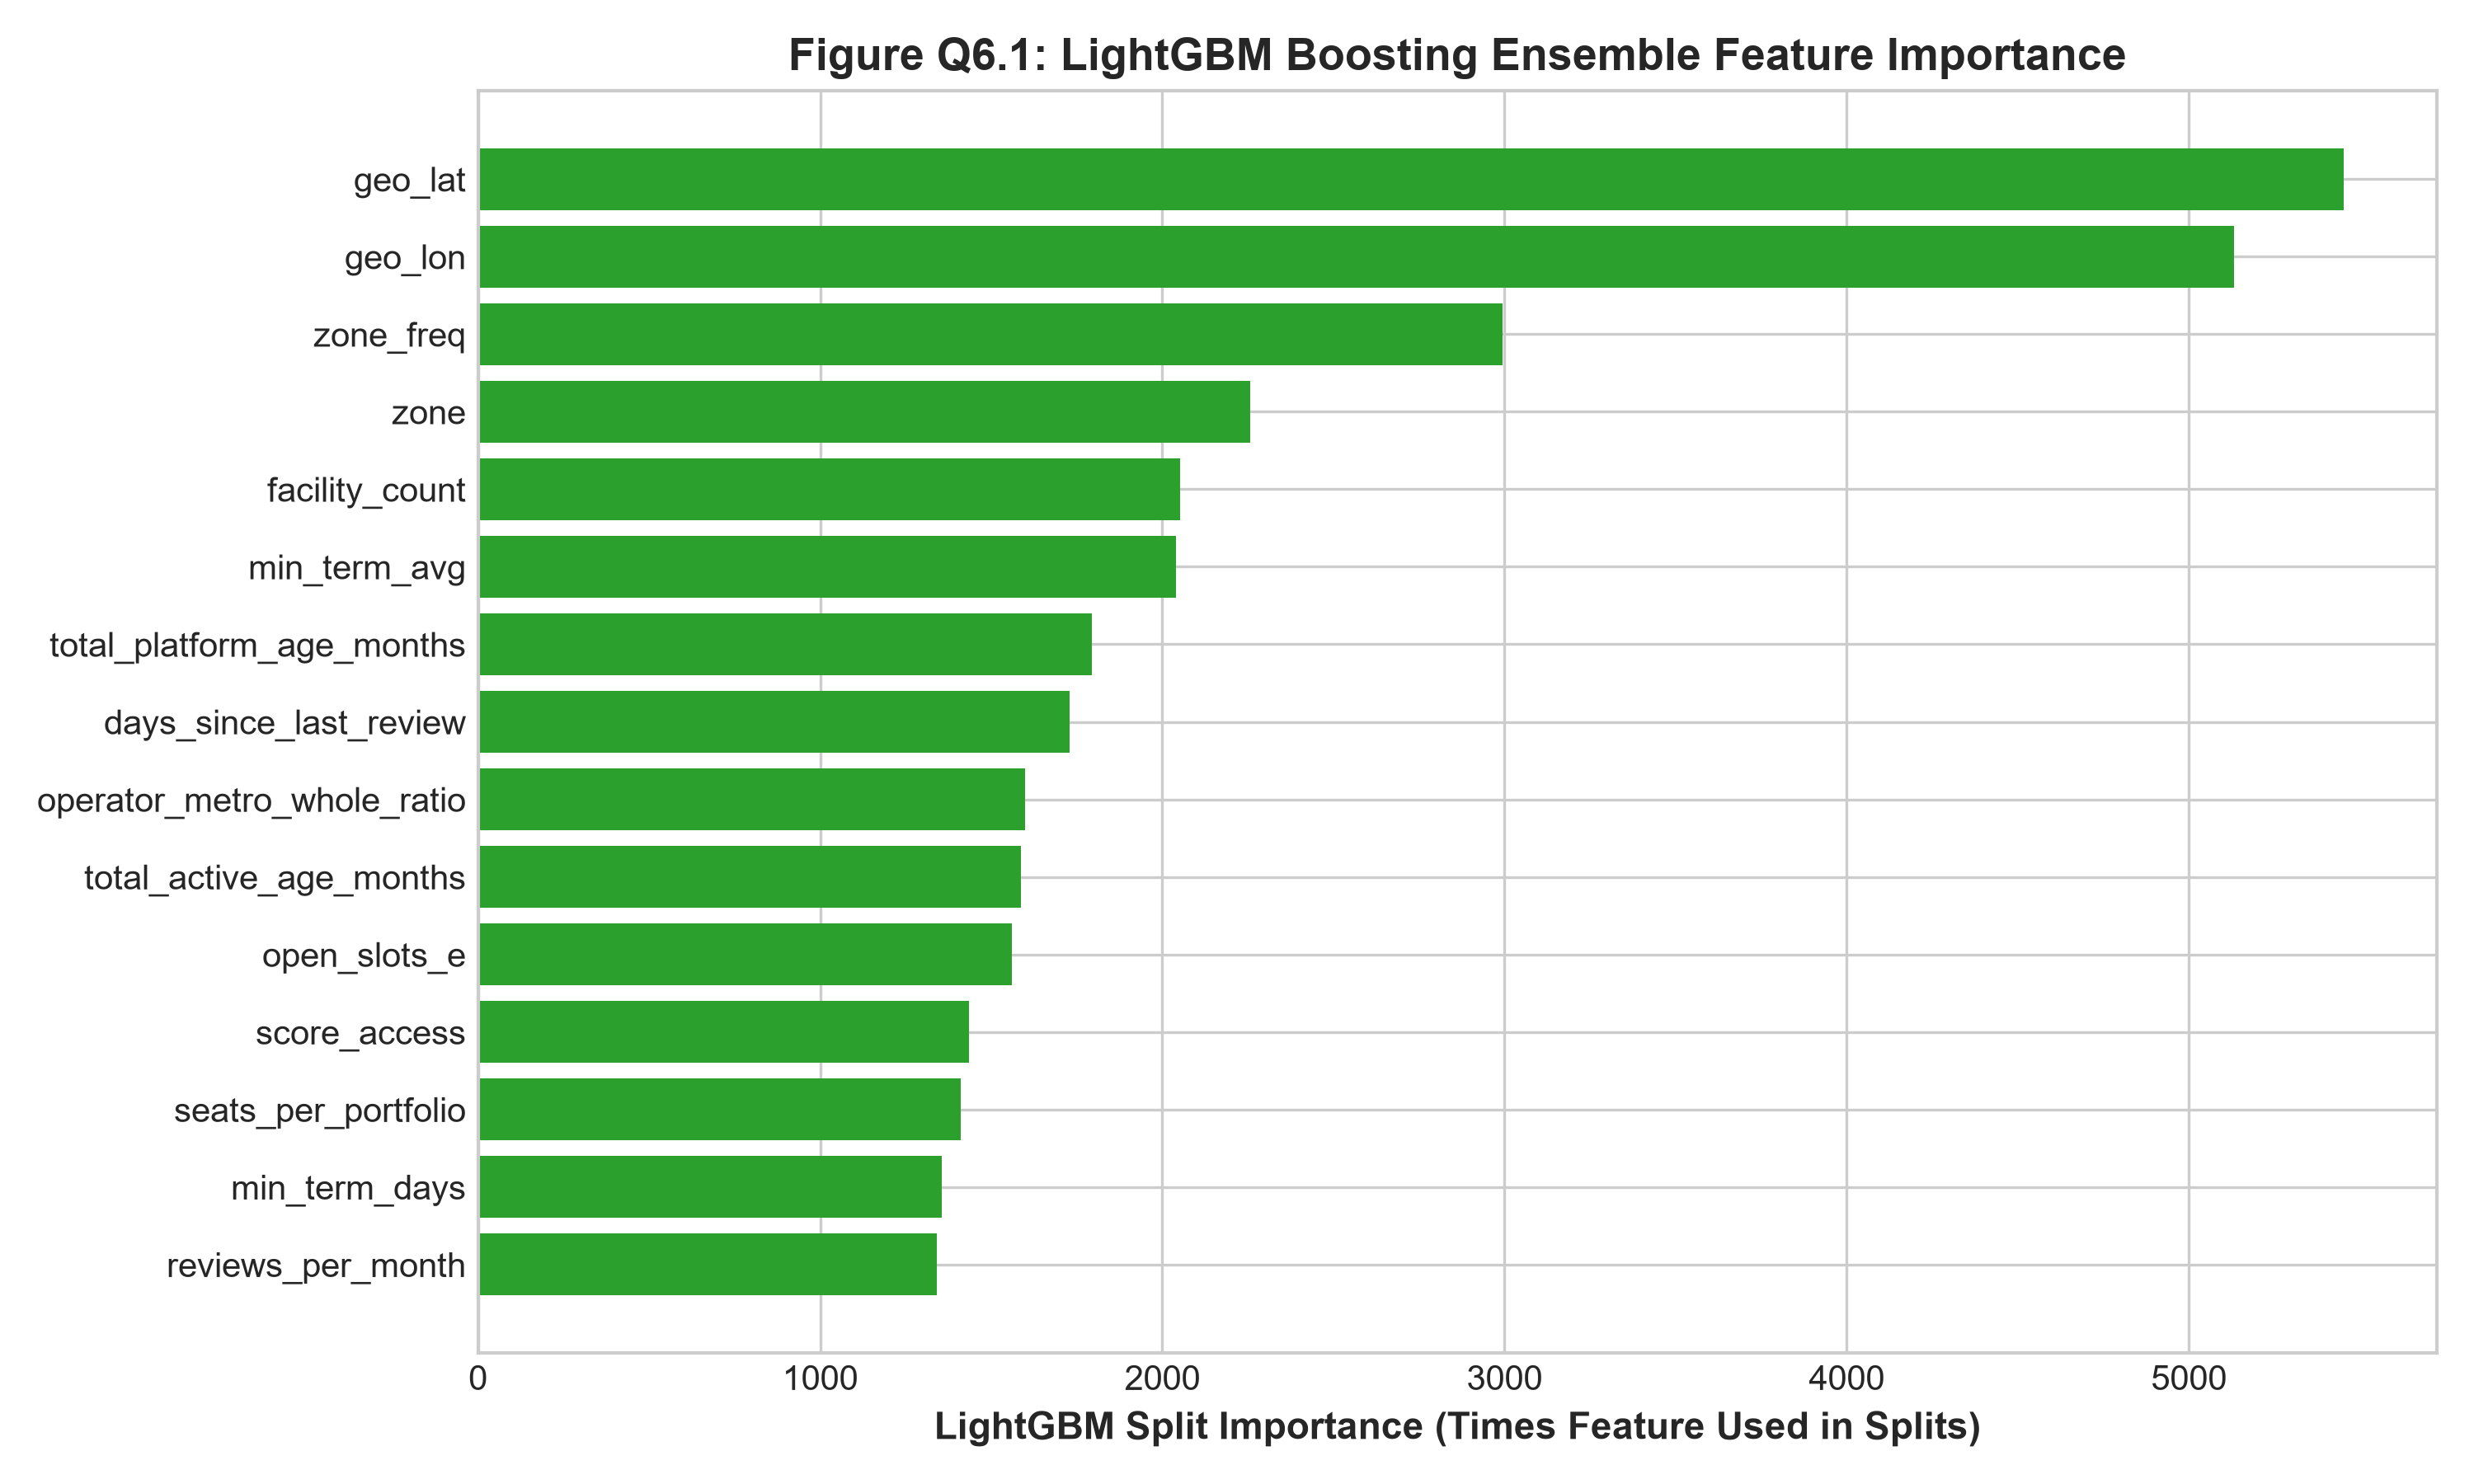 Figure Q6.1: LightGBM Boosting Ensemble Feature Importance
geo_lat
geo_lon
zone_freq
zone
facility_count
min_term_avg
total_platform_age_months
days_since_last_review
operator_metro_whole_ratio
total_active_age_months
open_slots_e
score_access
seats_per_portfolio
min_term_days
reviews_per_month
0 1000 2000 3000 4000 5000
LightGBM Split Importance (Times Feature Used in Splits)